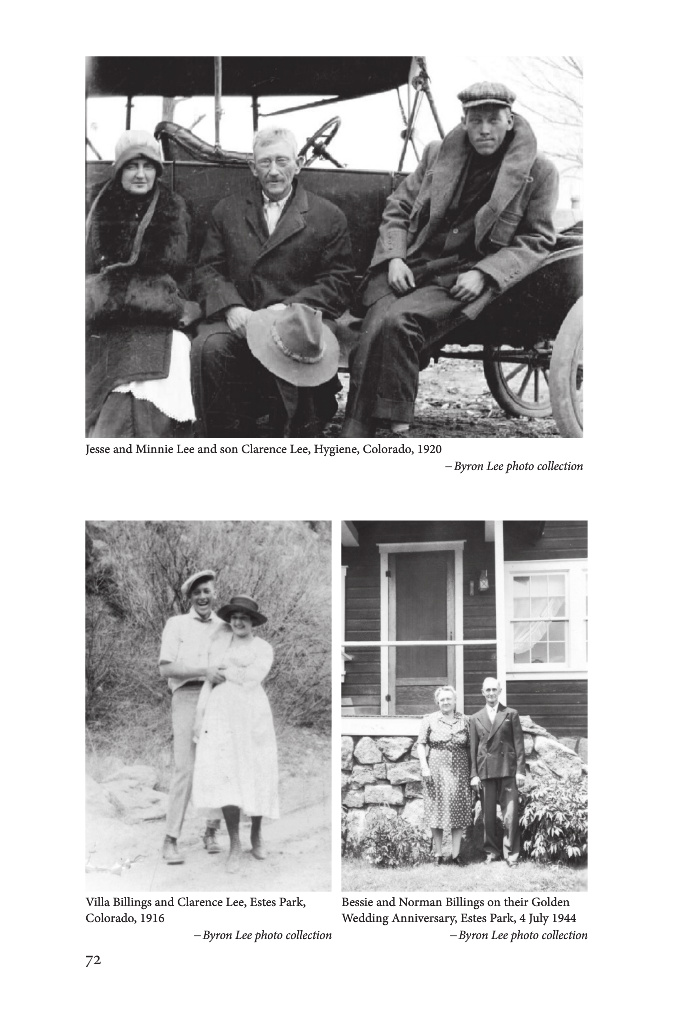 Jesse and Minnie Lee and son Clarence Lee, Hygiene, Colorado, 1920
—Byron Lee photo collection
Villa Billings and Clarence Lee, Estes Park,
Colorado, 1916
—Byron Lee photo collection
Bessie and Norman Billings on their Golden
Wedding Anniversary, Estes Park, 4 July 1944
—Byron Lee photo collection
72